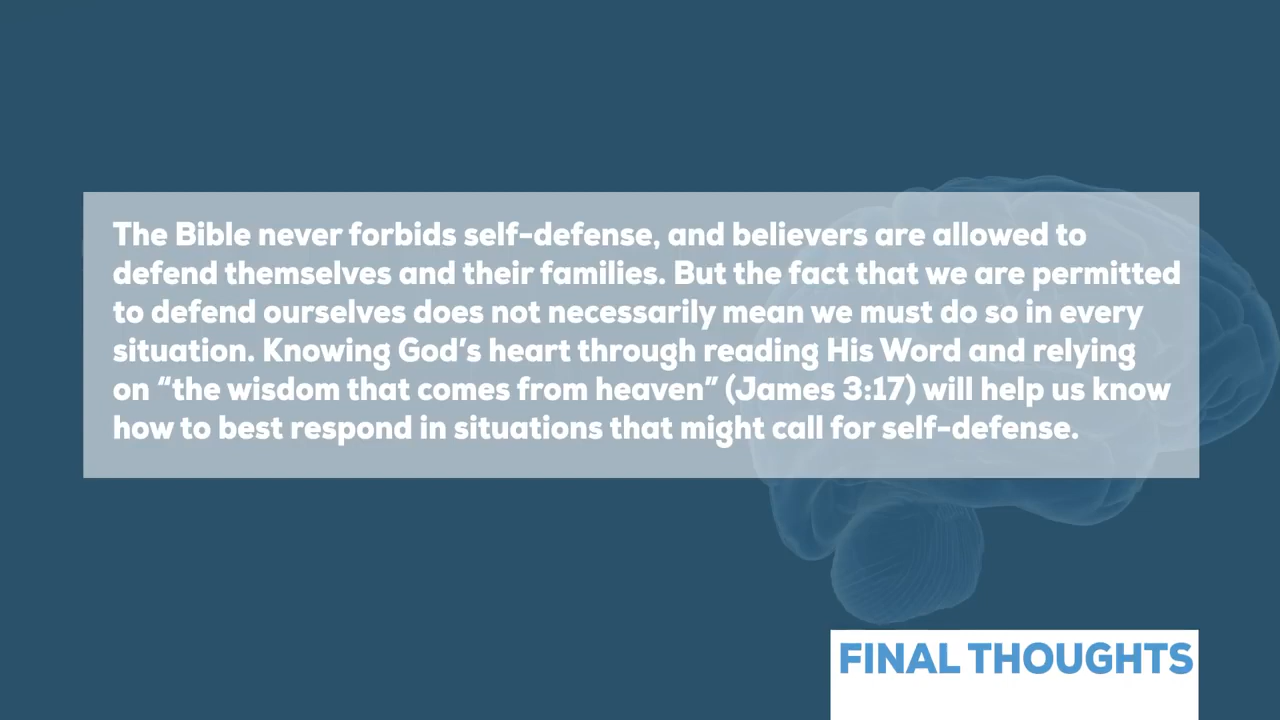 The Bible never forbids self-defense, and believers are allowed to
defend themselves and their families. But the fact that we are permitted
to defend ourselves does not necessarily mean we must do so in every
situation. Knowing God’s heart through reading His Word and relying
on “the wisdom that comes from heaven” (James 3:17) will help us know
how to best respond in situations that might call for self-defense.
FINAL THOUGHTS